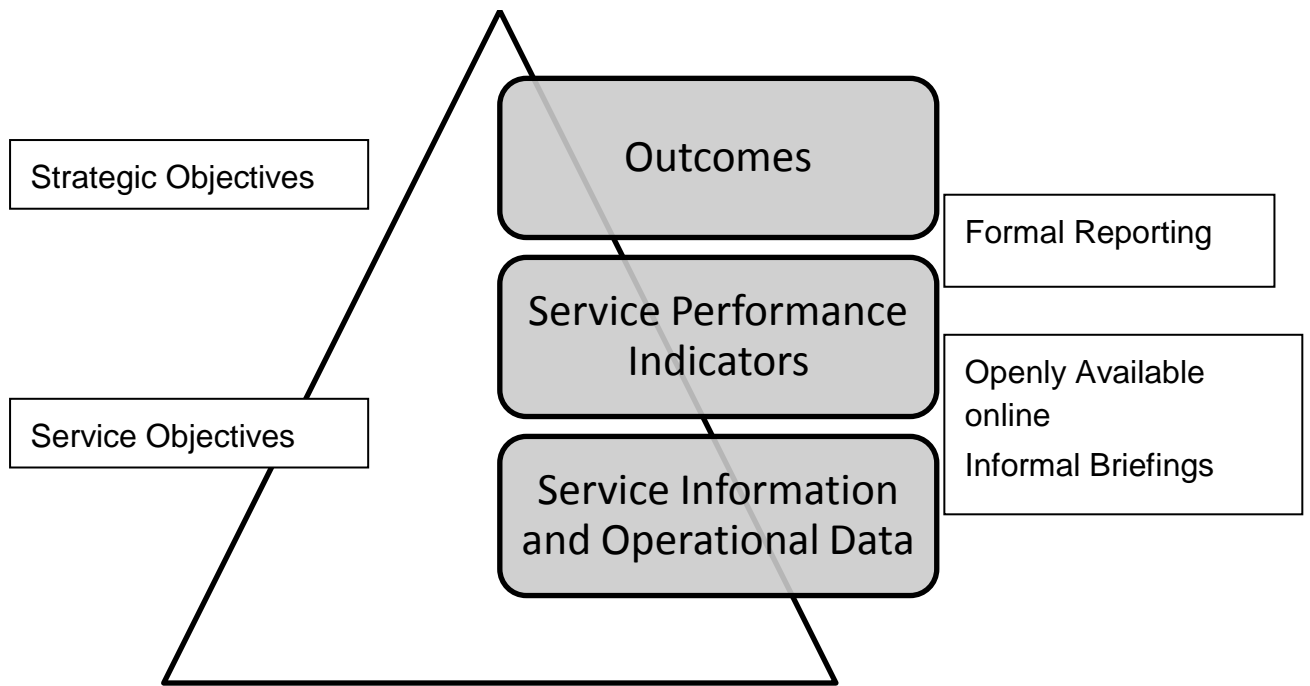 Strategic Objectives
Outcomes
Formal Reporting
Service Performance
Indicators
Openly Available
online
Informal Briefings
Service Objectives
Service Information
and Operational Data